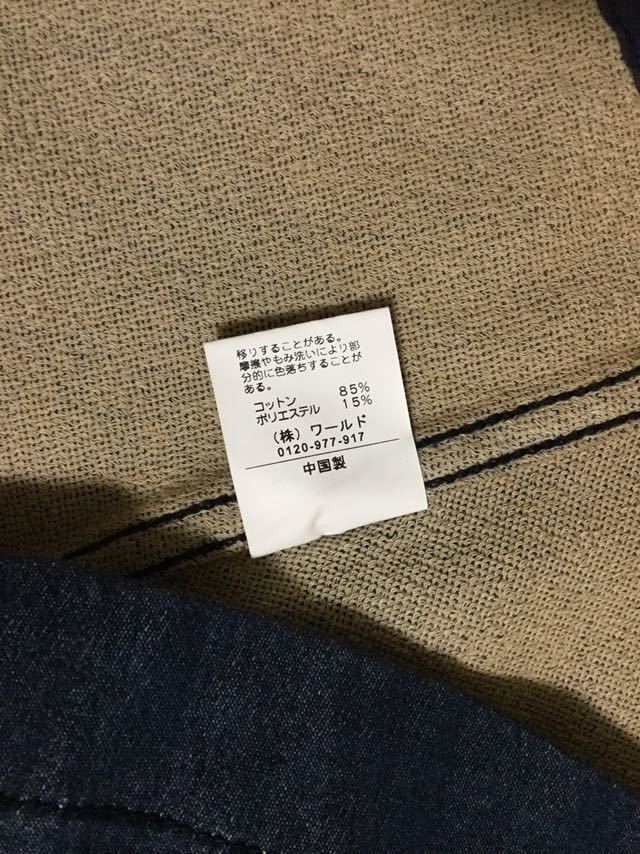 移りすることがある。
摩擦やもみ洗いにより部
分的に色落ちすることが
ある。
コットン 85%
ポリエステル 15%
(株)ワールド
0120-977-917
中国製